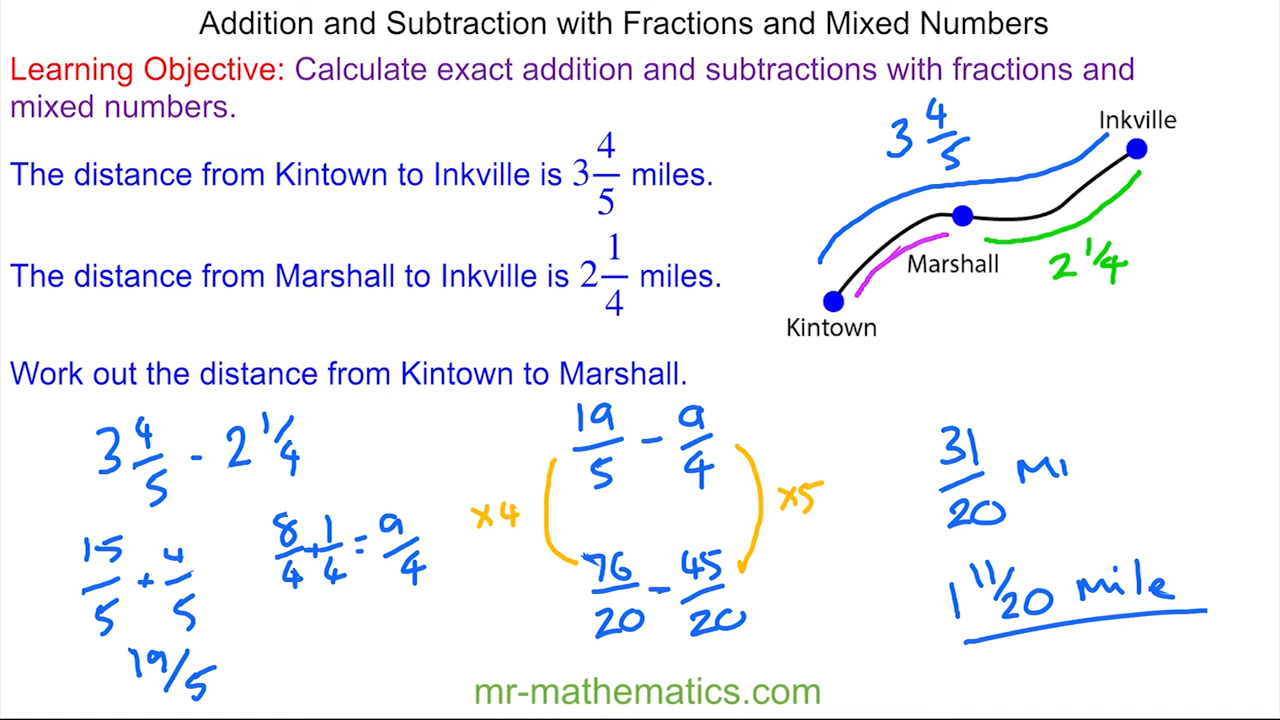 Addition and Subtraction with Fractions and Mixed Numbers
Learning Objective: Calculate exact addition and subtractions with fractions and
mixed numbers.
The distance from Kintown to Inkville is 3 4/5 miles.
The distance from Marshall to Inkville is 2 1/4 miles.
Work out the distance from Kintown to Marshall.
3 4/5
Inkville
Marshall
2 1/4
Kintown
3 4/5 - 2 1/4
15/5 + 4/5
19/5
8/4 + 1/4 = 9/4
19/5 - 9/4
×4
×5
76/20 - 45/20
31/20 MI
1 11/20 mile
mr-mathematics.com